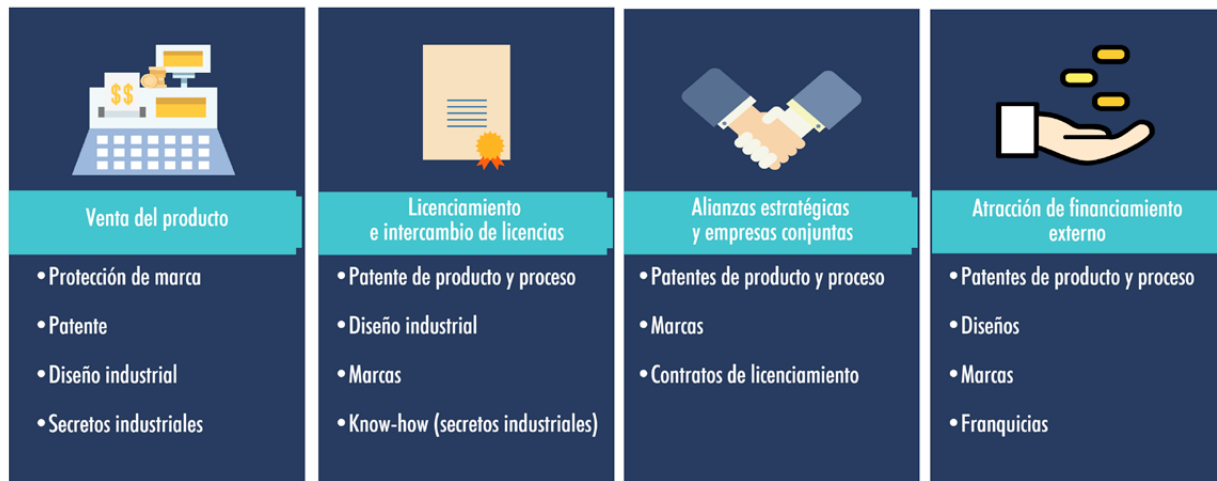 $$
Venta del producto
• Protección de marca
• Patente
• Diseño industrial
• Secretos industriales
Licenciamiento
e intercambio de licencias
• Patente de producto y proceso
• Diseño industrial
• Marcas
• Know-how (secretos industriales)
Alianzas estratégicas
y empresas conjuntas
• Patentes de producto y proceso
• Marcas
• Contratos de licenciamiento
Atracción de financiamiento
externo
• Patentes de producto y proceso
• Diseños
• Marcas
• Franquicias